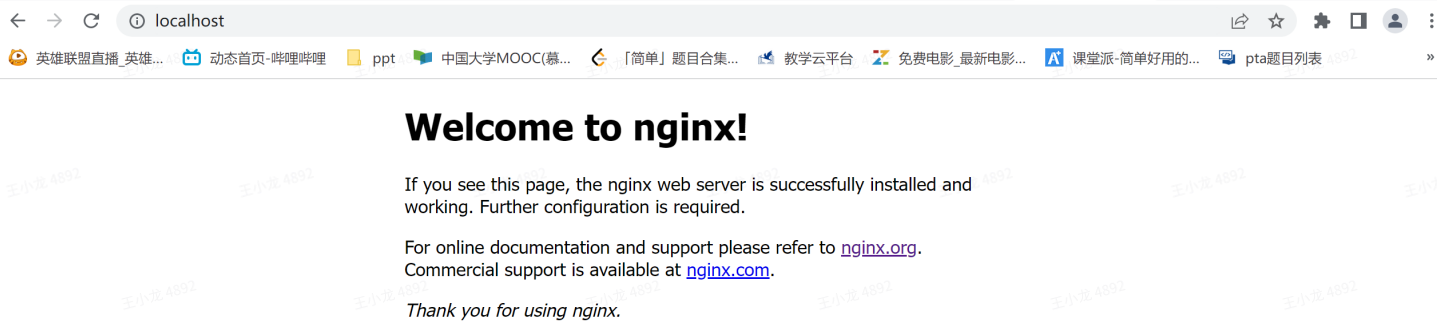 localhost
英雄联盟直播_英雄... 动态首页-哔哩哔哩 ppt 中国大学MOOC(慕... 「简单」题目合集... 教学云平台 免费电影_最新电影... 课堂派-简单好用的... pta题目列表 »
Welcome to nginx!
If you see this page, the nginx web server is successfully installed and
working. Further configuration is required.
For online documentation and support please refer to nginx.org.
Commercial support is available at nginx.com.
Thank you for using nginx.
王小龙 4892